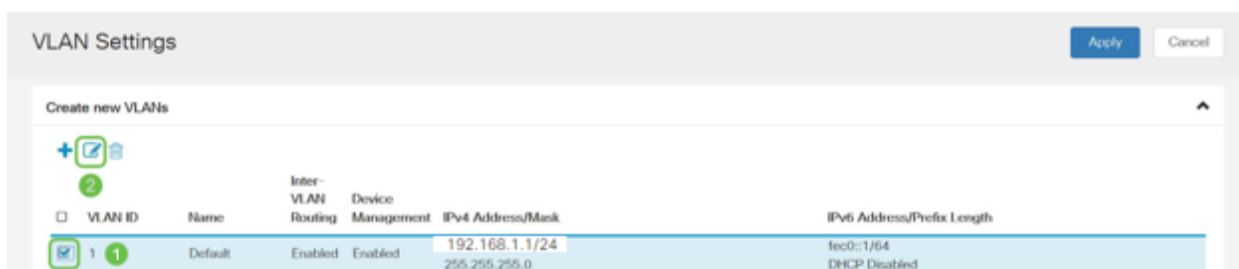 VLAN Settings
Apply
Cancel
Create new VLANs
2
Inter-
VLAN Device
VLAN ID Name Routing Management IPv4 Address/Mask IPv6 Address/Prefix Length
1 1 Default Enabled Enabled 192.168.1.1/24 fec0::1/64
255.255.255.0 DHCP Disabled